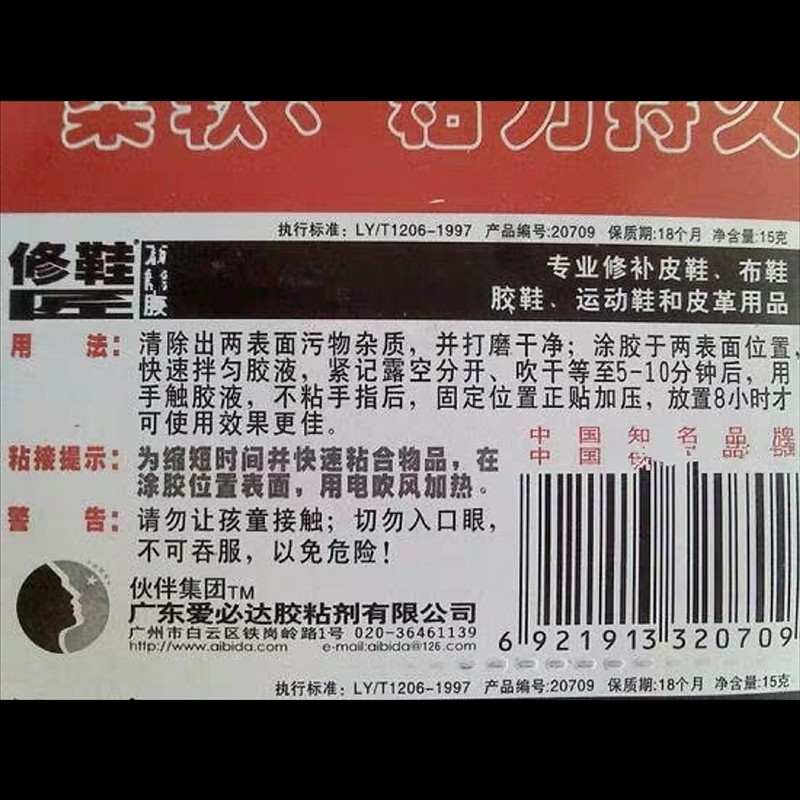 柔软、粘力持久
执行标准：LY/T1206-1997 产品编号:20709 保质期:18个月 净含量:15克
修鞋匠
专业修补皮鞋、布鞋
胶鞋、运动鞋和皮革用品
用 法：清除出两表面污物杂质，并打磨干净；涂胶于两表面位置，
快速拌匀胶液，紧记露空分开、吹干等至5-10分钟后，用
手触胶液，不粘手指后，固定位置正贴加压，放置8小时才
可使用效果更佳。
中国知名品牌
中国
粘接提示：为缩短时间并快速粘合物品，在
涂胶位置表面，用电吹风加热。
警 告：请勿让孩童接触；切勿入口眼，
不可吞服，以免危险！
伙伴集团TM
广东爱必达胶粘剂有限公司
广州市白云区铁岗岭路1号 020-36461139
http://www.aibida.com e-mail:aibida@126.com
6 921913 320709
执行标准：LY/T1206-1997 产品编号:20709 保质期:18个月 净含量:15克